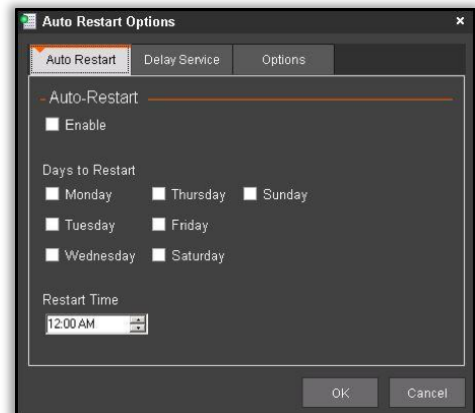 Auto Restart Options
Auto Restart Delay Service Options
Auto-Restart
Enable
Days to Restart
Monday Thursday Sunday
Tuesday Friday
Wednesday Saturday
Restart Time
12:00 AM
OK Cancel